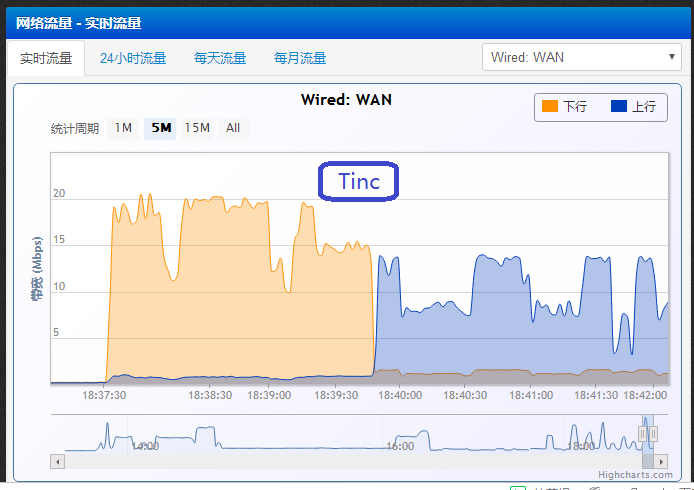 网络流量 - 实时流量
实时流量 24小时流量 每天流量 每月流量 Wired: WAN
Wired: WAN
下行 上行
统计周期 1M 5M 15M All
Tinc
20
15
10
5
(Mbps)
18:37:30 18:38:30 18:39:00 18:39:30 18:40:00 18:40:30 18:41:00 18:41:30 18:42:00
14:00 16:00 18:00
Highcharts.com